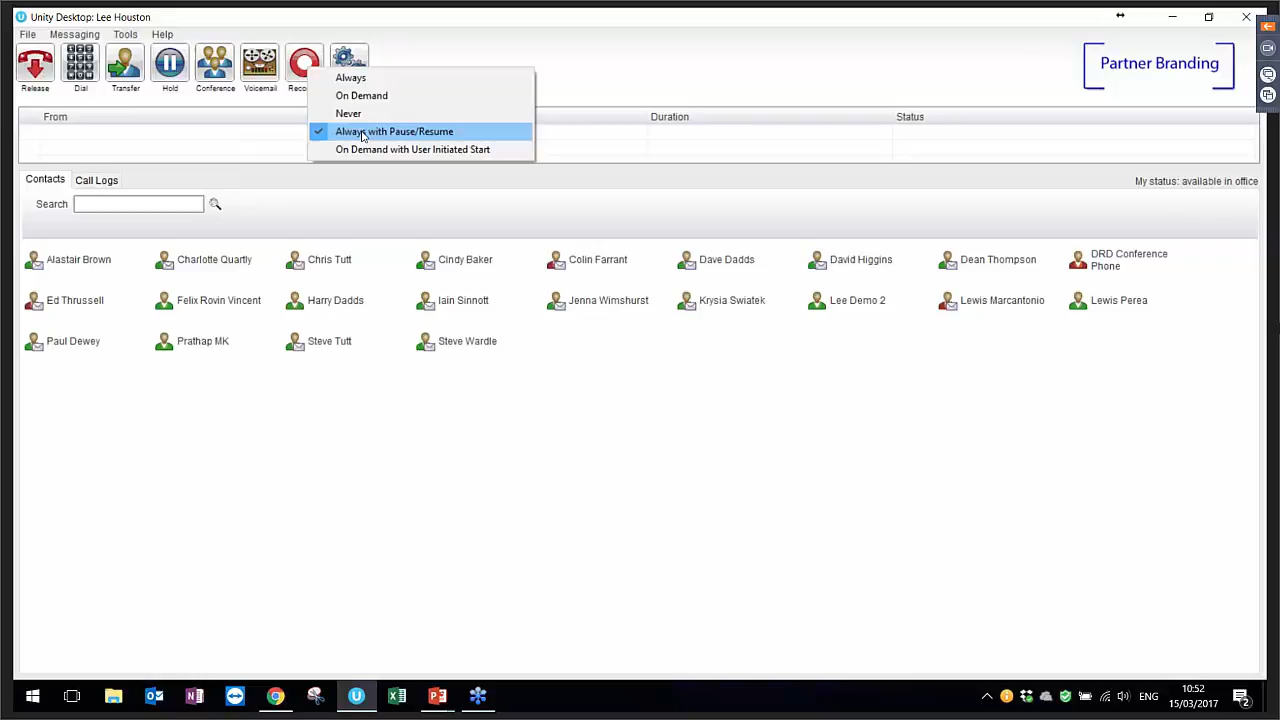 Unity Desktop: Lee Houston
File Messaging Tools Help
Partner Branding
Release Dial Transfer Hold Conference Voicemail Reco
Always
On Demand
Never
Always with Pause/Resume
On Demand with User Initiated Start
From Duration Status
Contacts Call Logs My status: available in office
Search
Alastair Brown Charlotte Quartly Chris Tutt Cindy Baker Colin Farrant Dave Dadds David Higgins Dean Thompson DRD Conference
Phone
Ed Thrussell Felix Rovin Vincent Harry Dadds Iain Sinnott Jenna Wimshurst Krysia Swiatek Lee Demo 2 Lewis Marcantonio Lewis Perea
Paul Dewey Prathap MK Steve Tutt Steve Wardle
ENG 10:52
15/03/2017 2